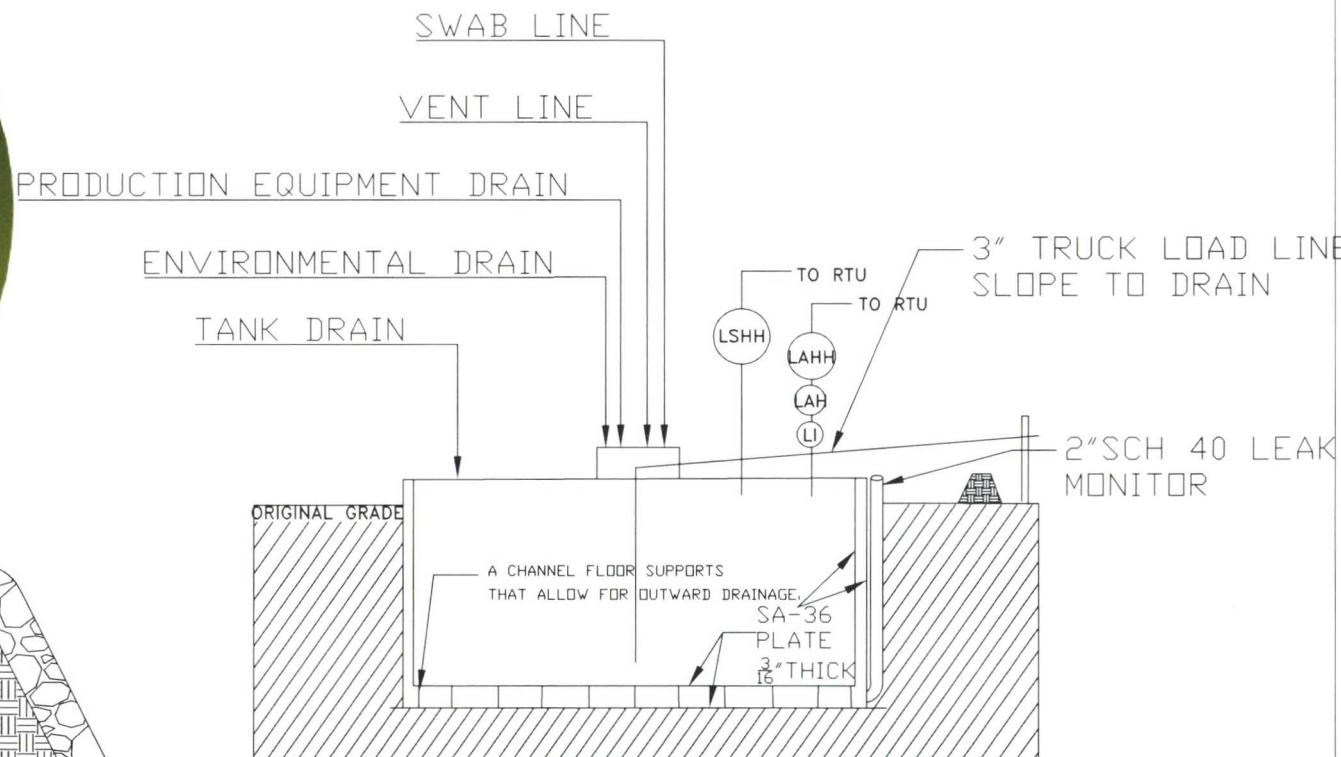 SWAB LINE
VENT LINE
PRODUCTION EQUIPMENT DRAIN
ENVIRONMENTAL DRAIN
TANK DRAIN
TO RTU
TO RTU
3" TRUCK LOAD LINE
SLOPE TO DRAIN
LSHH
LAHH
LAH
LI
2"SCH 40 LEAK
MONITOR
ORIGINAL GRADE
A CHANNEL FLOOR SUPPORTS
THAT ALLOW FOR OUTWARD DRAINAGE.
SA-36
PLATE
3/16" THICK